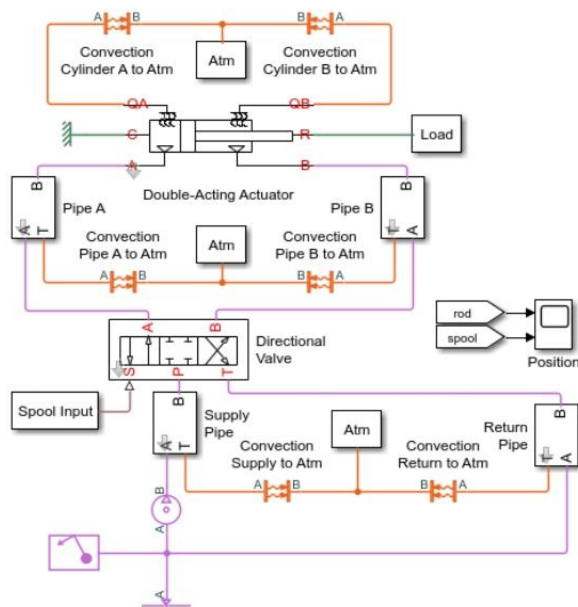 A B
B A
Convection
Cylinder A to Atm
Atm
Convection
Cylinder B to Atm
QA
QB
C
R
Load
A
B
B
Pipe A
A T
Double-Acting Actuator
B
Pipe B
T A
Convection
Pipe A to Atm
Atm
Convection
Pipe B to Atm
A B
B A
A B
S P T
Directional
Valve
rod
spool
Position
Spool Input
B
A T
Supply
Pipe
Convection
Supply to Atm
Atm
Convection
Return to Atm
Return
Pipe
B
T A
A B
B A
B
A
A